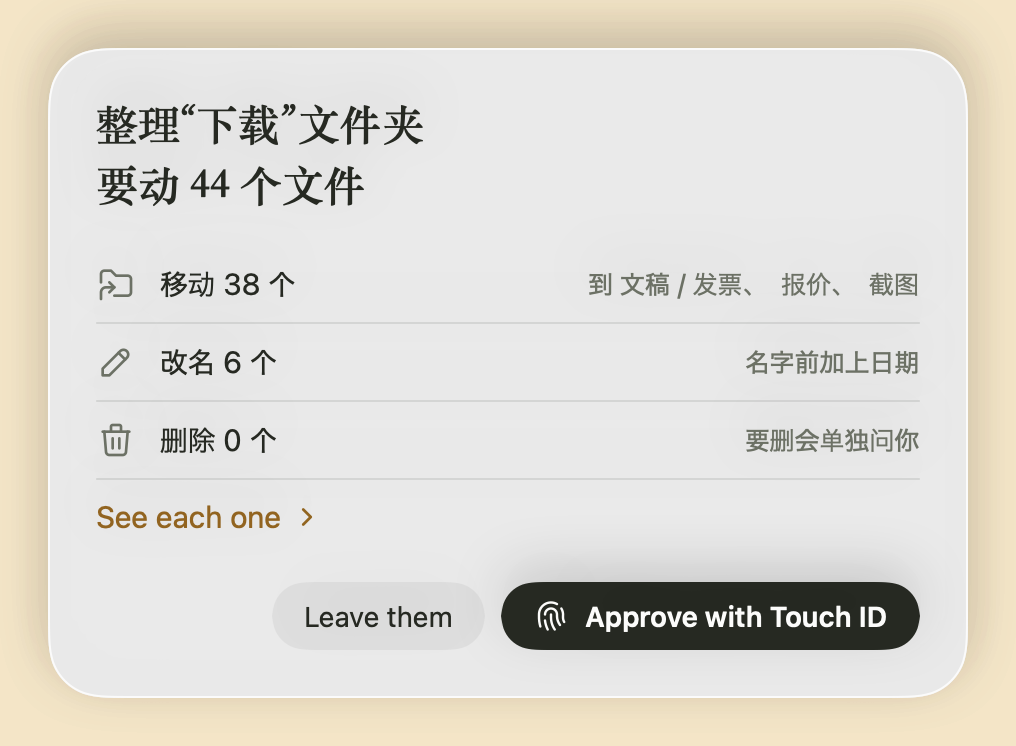 整理“下载”文件夹
要动 44 个文件
移动 38 个
到 文稿 / 发票、 报价、 截图
改名 6 个
名字前加上日期
删除 0 个
要删会单独问你
See each one
Leave them
Approve with Touch ID